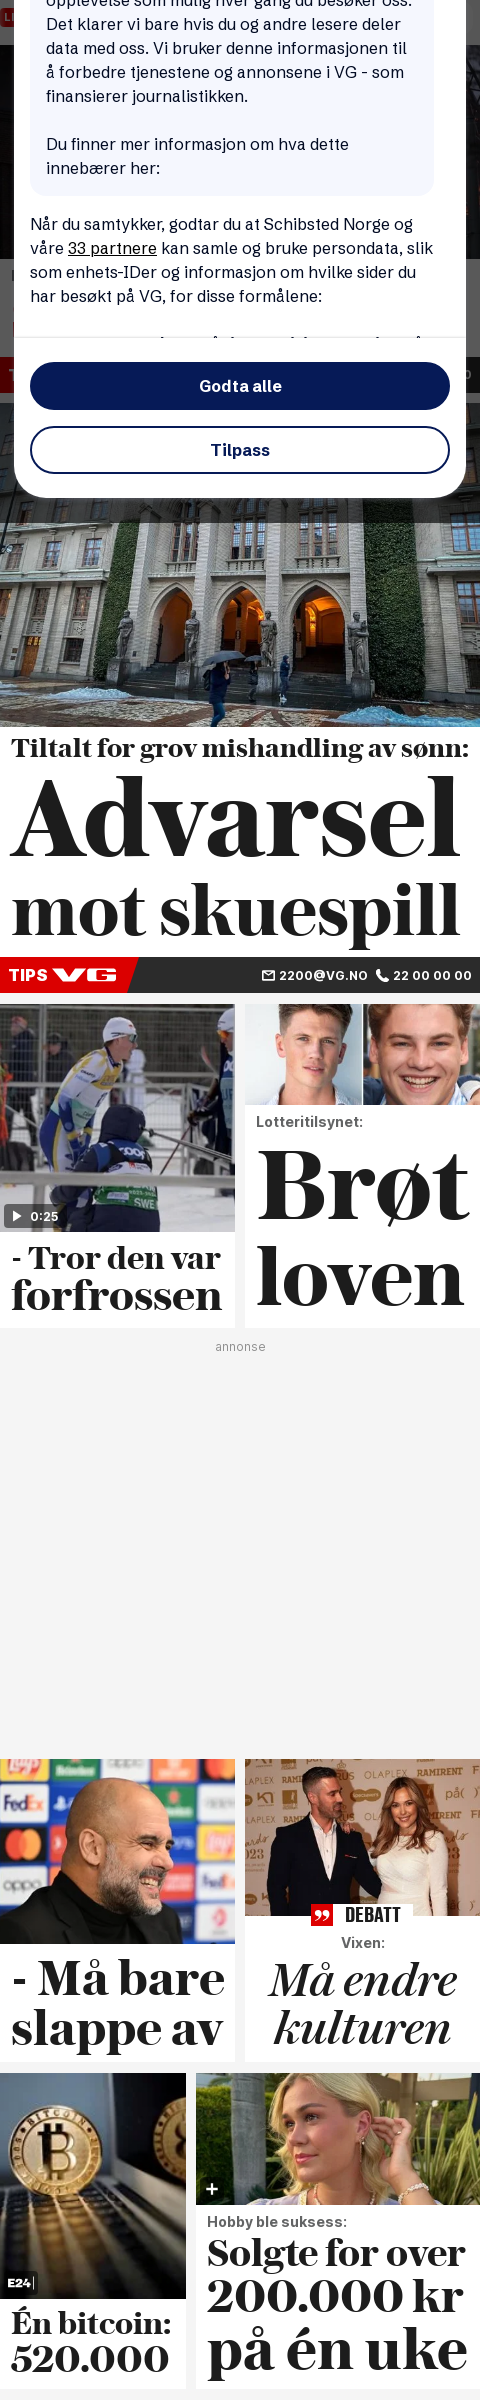 Det klarer vi bare hvis du og andre lesere deler
data med oss. Vi bruker denne informasjonen til
å forbedre tjenestene og annonsene i VG - som
finansierer journalistikken.
Du finner mer informasjon om hva dette
innebærer her:
Når du samtykker, godtar du at Schibsted Norge og
våre 33 partnere kan samle og bruke persondata, slik
som enhets-IDer og informasjon om hvilke sider du
har besøkt på VG, for disse formålene:
Godta alle
Tilpass
Tiltalt for grov mishandling av sønn:
Advarsel
mot skuespill
TIPS VG 2200@VG.NO 22 00 00 00
0:25
- Tror den var
forfrossen
Lotteritilsynet:
Brøt
loven
annonse
FedEx
oppo
- Må bare
slappe av
OLAPLEX
RAMIRENT
DEBATT
Vixen:
Må endre
kulturen
BITCOIN
E24
Én bitcoin:
520.000
Hobby ble suksess:
Solgte for over
200.000 kr
på én uke